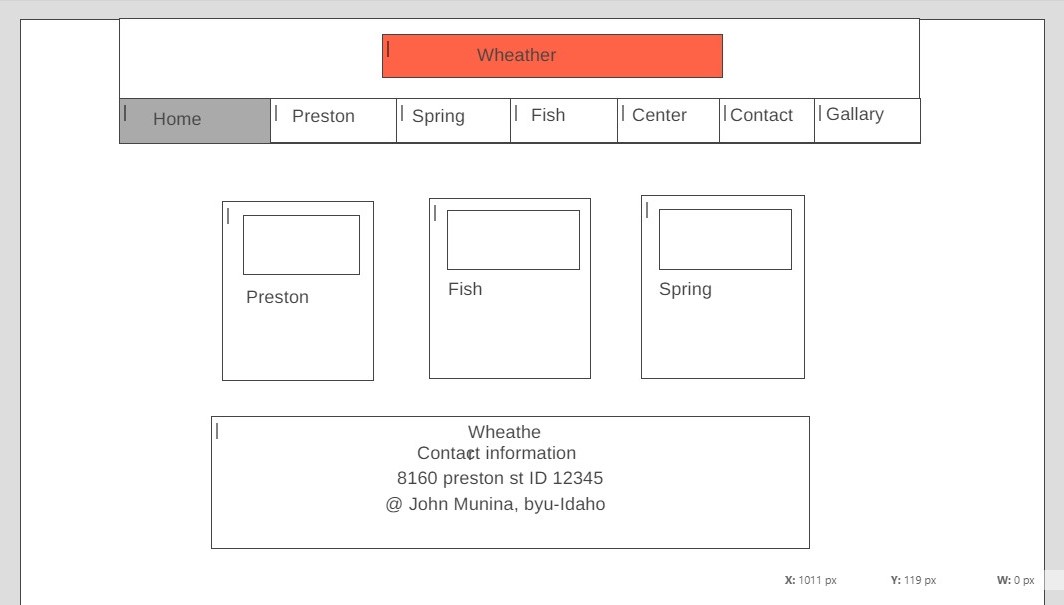 Wheather
Home Preston Spring Fish Center Contact Gallary
Preston Fish Spring
Wheather
Contact information
8160 preston st ID 12345
@ John Munina, byu-Idaho
X: 1011 px Y: 119 px W: 0 px